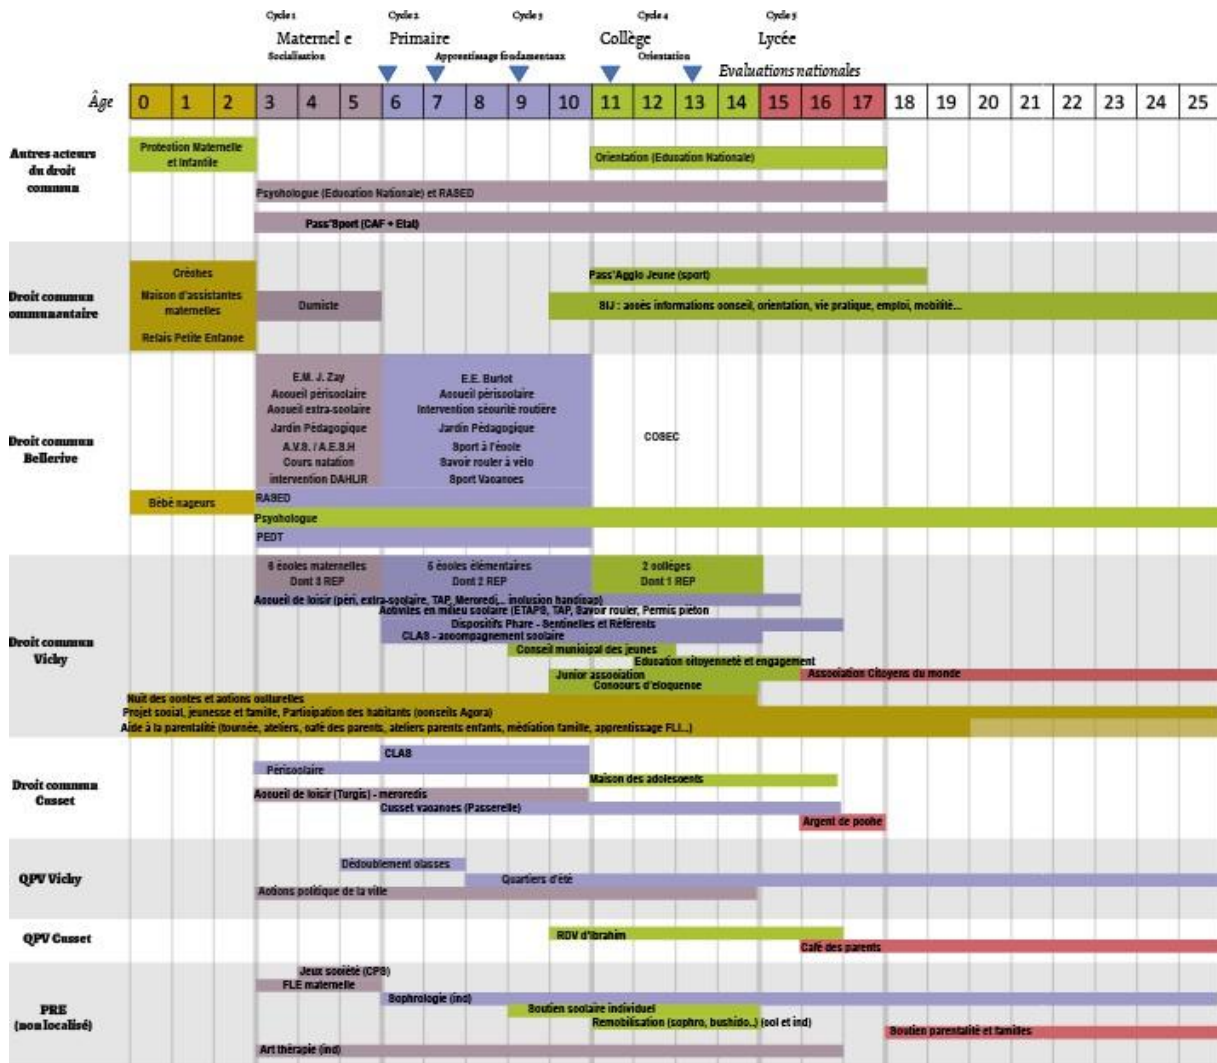 Cycle 1 Cycle 2 Cycle 3 Cycle 4 Cycle 5
Maternel e Primaire Collège Lycée
Socialisation Apprentissage fondamentaux Orientation
Evaluations nationales
Âge 0 1 2 3 4 5 6 7 8 9 10 11 12 13 14 15 16 17 18 19 20 21 22 23 24 25
Autres acteurs
du droit
commun
Protection Maternelle
et Infantile
Orientation (Education Nationale)
Psychologue (Education Nationale) et RASED
Pass'Sport (CAF + Etat)
Droit commun
ommunautaire
Crèches
Maison d'assistantes
maternelles
Relais Petite Enfance
Dumiste
Pass'Agglo Jeune (sport)
SIJ : accès informations conseil, orientation, vie pratique, emploi, mobilité...
Droit commun
Bellerive
E.M. J. Zay
Accueil périscolaire
Accueil extra-scolaire
Jardin Pédagogique
A.V.S. / A.E.S.H
Cours natation
intervention DAHLIR
E.E. Burlot
Accueil périscolaire
Intervention sécurité routière
Jardin Pédagogique
Sport à l'école
Savoir rouler à vélo
Sport Vacances
COSEC
Bébé nageurs
RASED
Psychologue
PEDT
Droit commun
Vichy
6 écoles maternelles
Dont 3 REP
5 écoles élémentaires
Dont 2 REP
2 collèges
Dont 1 REP
Accueil de loisir (péri, extra-scolaire, TAP, Mercredi,.. inclusion handicap)
Activités en milieu scolaire (ETAPS, TAP, Savoir rouler, Permis piéton
Dispositifs Phare - Sentinelles et Référents
CLAS - accompagnement scolaire
Conseil municipal des jeunes
Education citoyenneté et engagement
Junior association
Association Citoyens du monde
Concours d'éloquence
Nuit des contes et actions culturelles
Projet social, jeunesse et famille, Participation des habitants (conseils Agora)
Aide à la parentalité (tournée, ateliers, café des parents, ateliers parents enfants, médiation famille, apprentissage FLI...)
Droit commun
Cusset
CLAS
Périscolaire
Maison des adolescents
Accueil de loisir (Turgis) - mercredis
Cusset vacances (Passerelle)
Argent de poche
QPV Vichy
Dédoublement classes
Quartiers d'été
Actions politique de la ville
QPV Cusset
RDV d'Ibrahim
Café des parents
PRE
(non localisé)
Jeux société (CPS)
FLE maternelle
Sophrologie (ind)
Soutien scolaire individuel
Remobilisation (sophro, bushido..) (col et ind)
Soutien parentalité et familles
Art thérapie (ind)